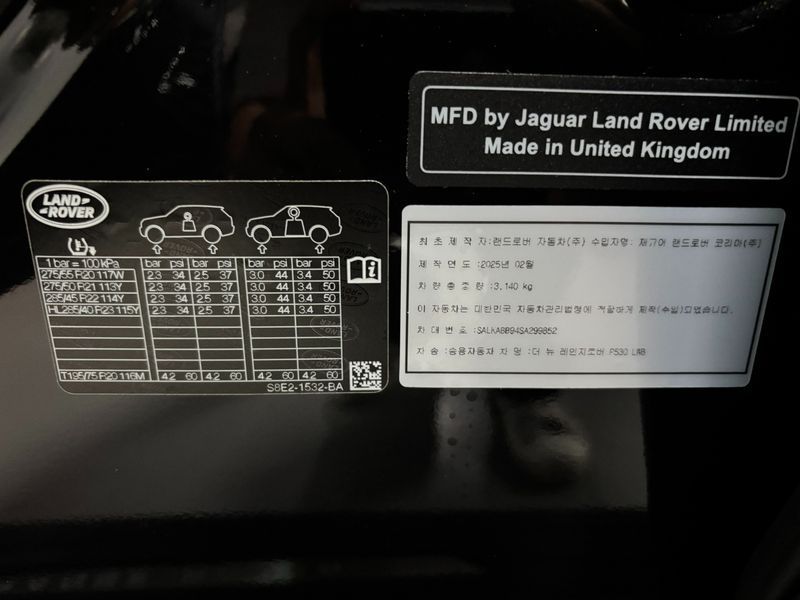 MFD by Jaguar Land Rover Limited
Made in United Kingdom
LAND-
ROVER
1 bar = 100 kPa bar psi bar psi bar psi bar psi
275/55 R20 117W 2.3 34 2.5 37 3.0 44 3.4 50
275/50 R21 113Y 2.3 34 2.5 37 3.0 44 3.4 50
285/45 R22 114Y 2.3 34 2.5 37 3.0 44 3.4 50
HL285/40 R23 115Y 2.3 34 2.5 37 3.0 44 3.4 50
T195/75 R20 116M 4.2 60 4.2 60 4.2 60 4.2 60
S8E2-1532-BA
최초 제작 자:랜드로버 자동차(주) 수입자명: 재규어 랜드로버 코리아(주)
제작 연도 :2025년 02월
차량 총 중량 :3,140 kg
이 자동차는 대한민국 자동차관리법령에 적합하게 제작(수입)되었습니다.
차 대 번호 :SALKABB94SA299852
차 종 :승용자동차 차 명 :더 뉴 레인지로버 P530 LWB